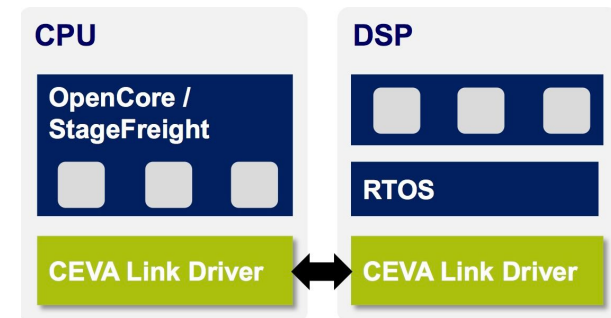 CPU
OpenCore /
StageFreight
CEVA Link Driver
DSP
RTOS
CEVA Link Driver